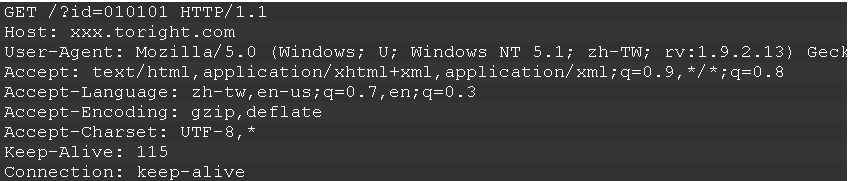 GET /?id=010101 HTTP/1.1
Host: xxx.toright.com
User-Agent: Mozilla/5.0 (Windows; U; Windows NT 5.1; zh-TW; rv:1.9.2.13) Geck
Accept: text/html,application/xhtml+xml,application/xml;q=0.9,*/*;q=0.8
Accept-Language: zh-tw,en-us;q=0.7,en;q=0.3
Accept-Encoding: gzip,deflate
Accept-Charset: UTF-8,*
Keep-Alive: 115
Connection: keep-alive